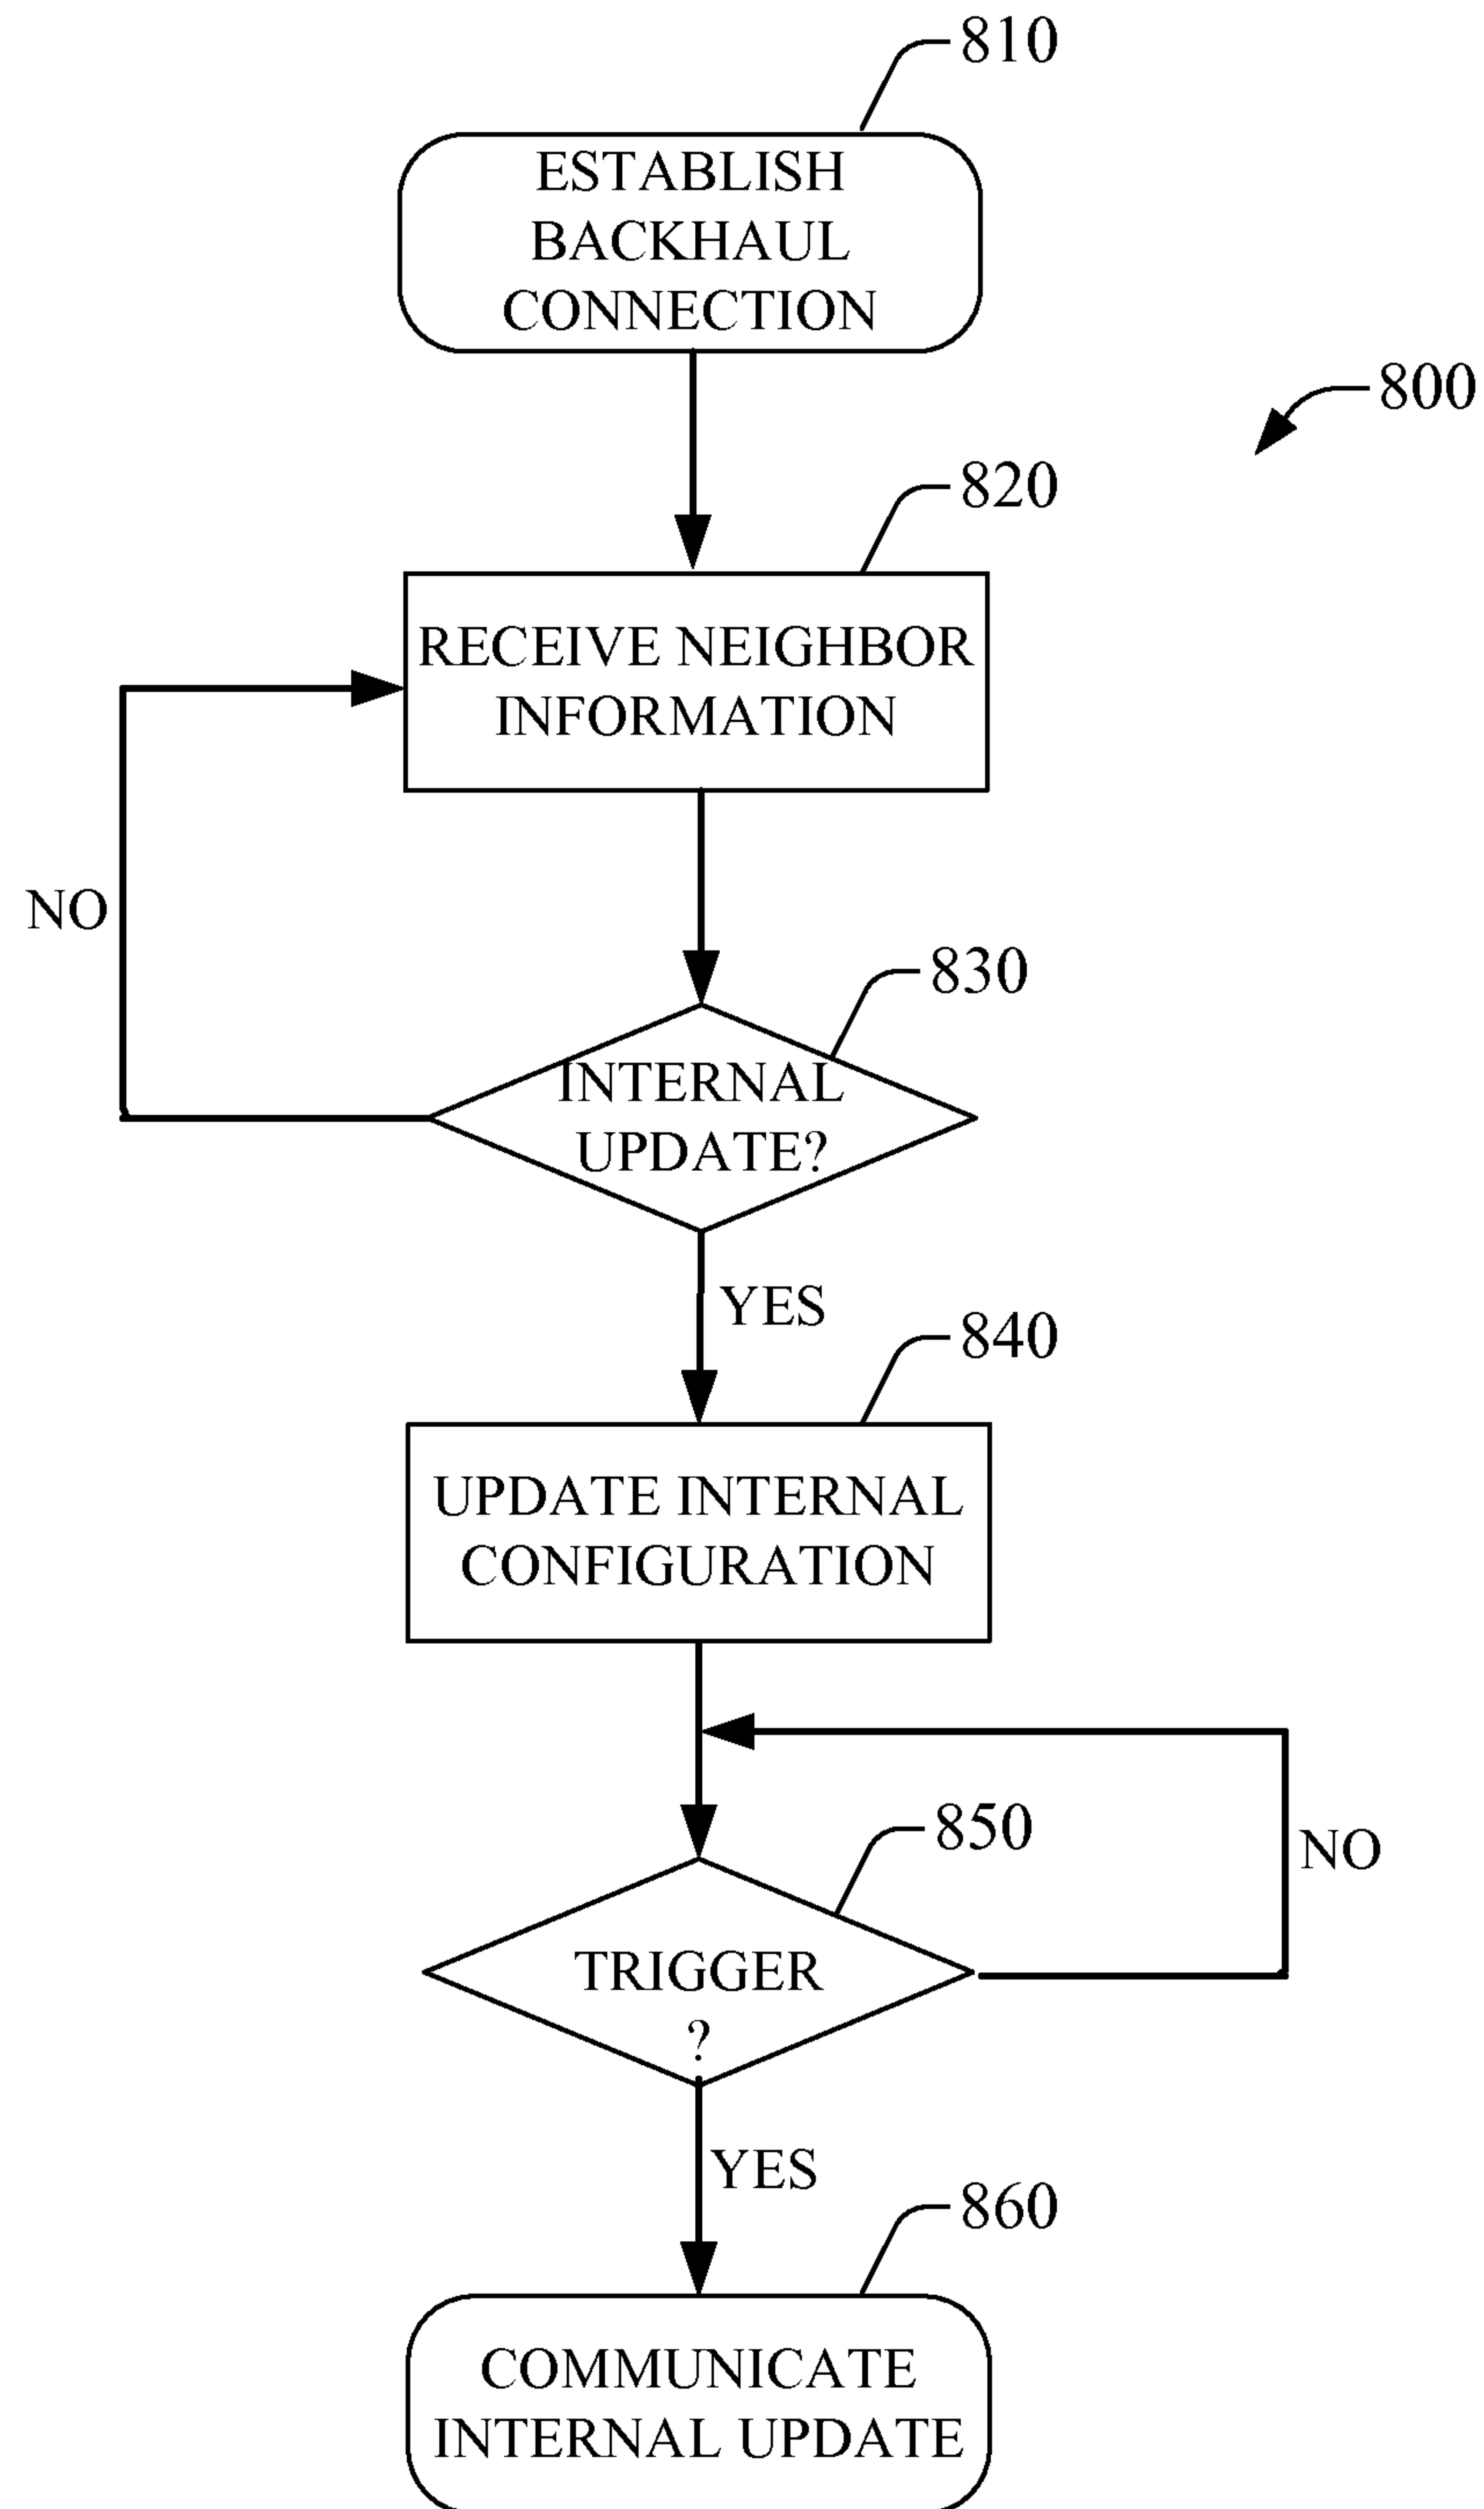 810
ESTABLISH
BACKHAUL
CONNECTION
800
820
RECEIVE NEIGHBOR
INFORMATION
NO
830
INTERNAL
UPDATE?
YES
840
UPDATE INTERNAL
CONFIGURATION
850
NO
TRIGGER
?
YES
860
COMMUNICATE
INTERNAL UPDATE